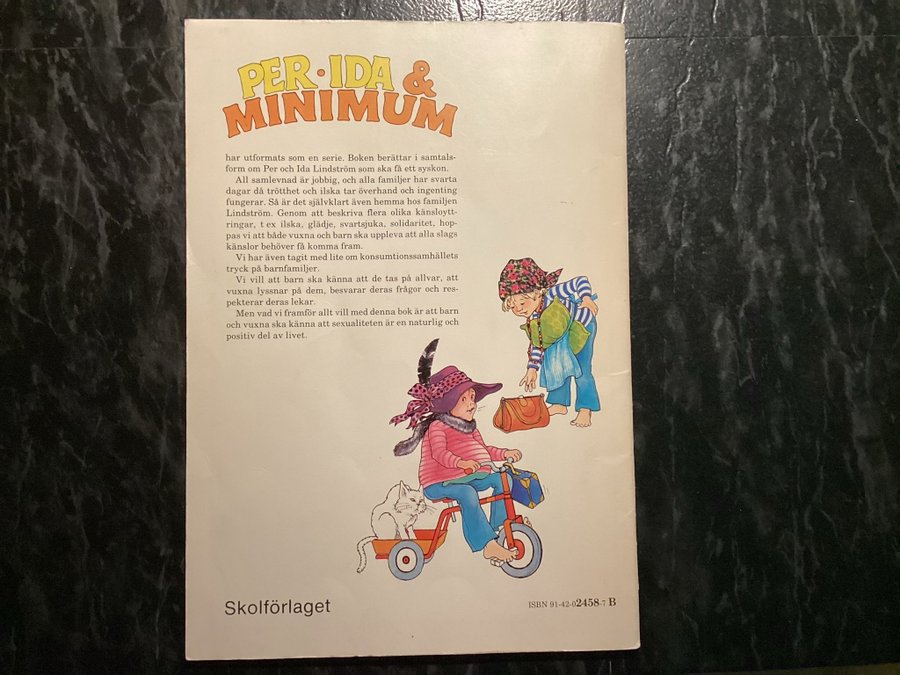 PER·IDA &
MINIMUM
har utformats som en serie. Boken berättar i samtals-
form om Per och Ida Lindström som ska få ett syskon.
All samlevnad är jobbig, och alla familjer har svarta
dagar då trötthet och ilska tar överhand och ingenting
fungerar. Så är det självklart även hemma hos familjen
Lindström. Genom att beskriva flera olika känsloytt-
ringar, t ex ilska, glädje, svartsjuka, solidaritet, hop-
pas vi att både vuxna och barn ska uppleva att alla slags
känslor behöver få komma fram.
Vi har även tagit med lite om konsumtionssamhällets
tryck på barnfamiljer.
Vi vill att barn ska känna att de tas på allvar, att
vuxna lyssnar på dem, besvarar deras frågor och res-
pekterar deras lekar.
Men vad vi framför allt vill med denna bok är att barn
och vuxna ska känna att sexualiteten är en naturlig och
positiv del av livet.
Skolförlaget
ISBN 91-42-02458-7 B